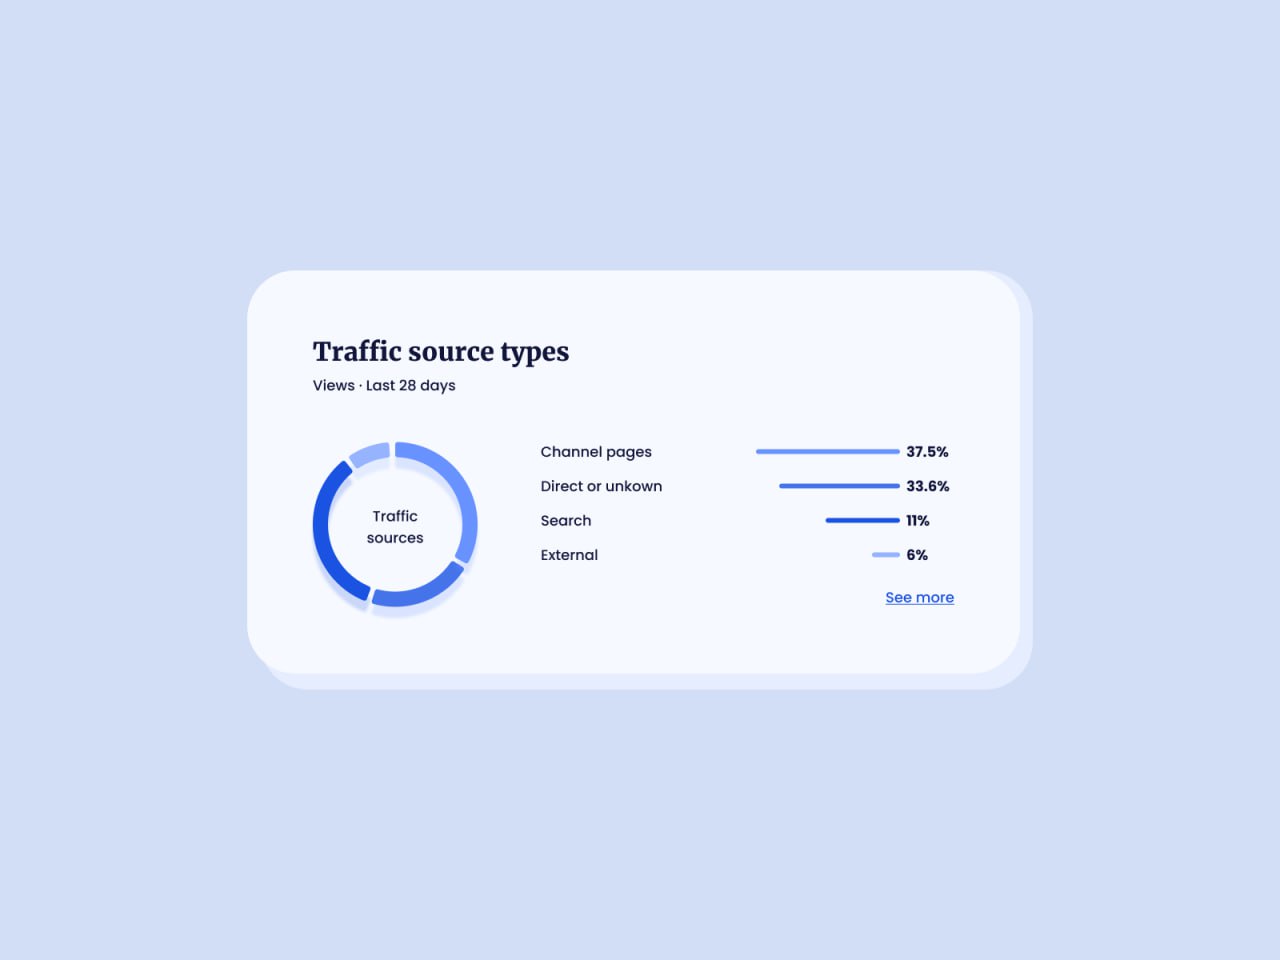 Traffic source types
Views · Last 28 days
Traffic
sources
Channel pages 37.5%
Direct or unkown 33.6%
Search 11%
External 6%
See more